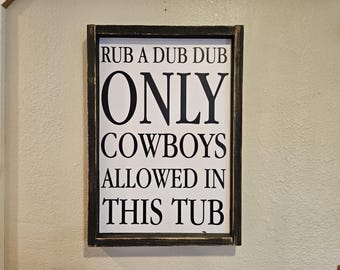 RUB A DUB DUB
ONLY
COWBOYS
ALLOWED IN
THIS TUB